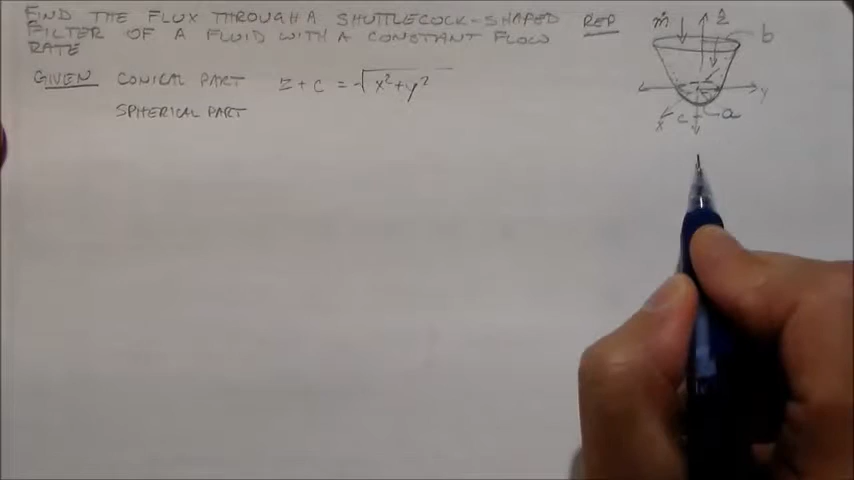 FIND THE FLUX THROUGH A SHUTTLECOCK-SHAPED
FILTER OF A FLUID WITH A CONSTANT FLOW
RATE
REP
GIVEN CONICAL PART z + c = √x²+y²
SPHERICAL PART
ṁ
ẑ
b
y
x
c
a